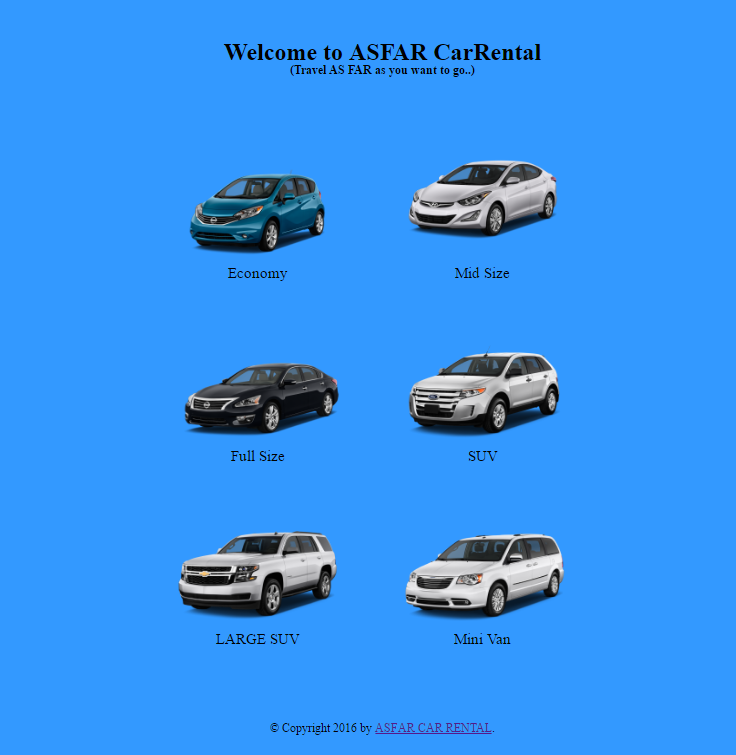 Welcome to ASFAR CarRental
(Travel AS FAR as you want to go..)
Economy
Mid Size
Full Size
SUV
LARGE SUV
Mini Van
© Copyright 2016 by ASFAR CAR RENTAL.